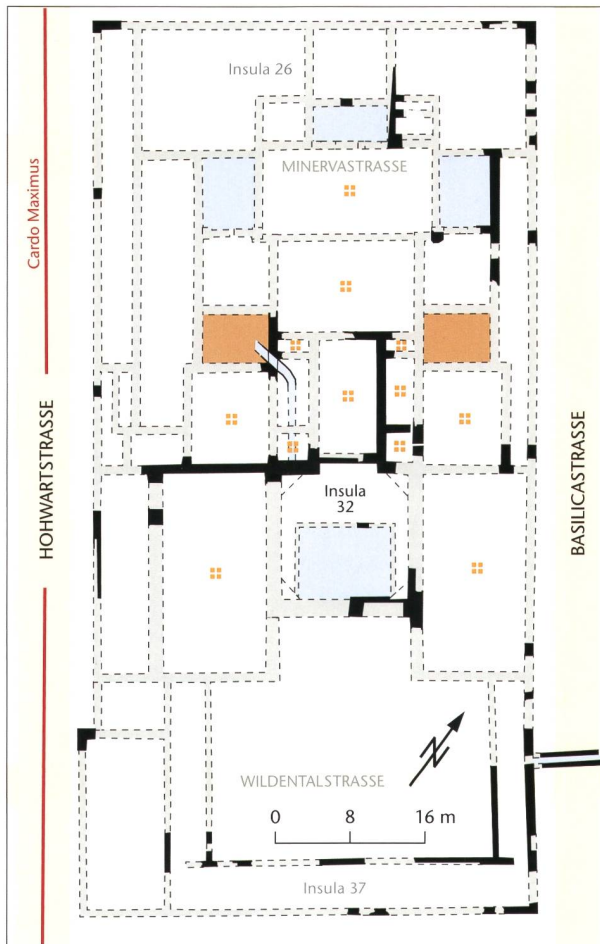 Insula 26
MINERVASTRASSE
Cardo Maximus
HOHWARTSTRASSE
BASILICASTRASSE
Insula
32
N
WILDENTALSTRASSE
0 8 16 m
Insula 37